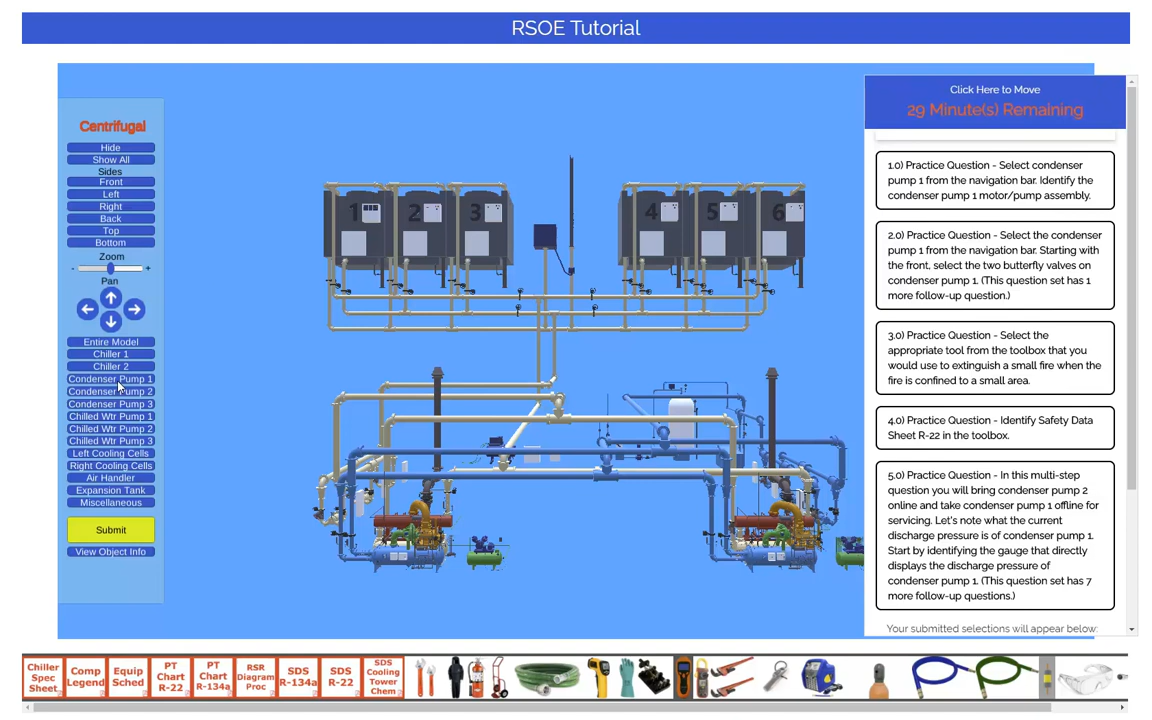 RSOE Tutorial
Centrifugal
Hide
Show All
Sides
Front
Left
Right
Back
Top
Bottom
Zoom
- +
Pan
Entire Model
Chiller 1
Chiller 2
Condenser Pump 1
Condenser Pump 2
Condenser Pump 3
Chilled Wtr Pump 1
Chilled Wtr Pump 2
Chilled Wtr Pump 3
Left Cooling Cells
Right Cooling Cells
Air Handler
Expansion Tank
Miscellaneous
Submit
View Object Info
1 2 3 4 5 6
Click Here to Move
29 Minute(s) Remaining
1.0) Practice Question - Select condenser
pump 1 from the navigation bar. Identify the
condenser pump 1 motor/pump assembly.
2.0) Practice Question - Select the condenser
pump 1 from the navigation bar. Starting with
the front, select the two butterfly valves on
condenser pump 1. (This question set has 1
more follow-up question.)
3.0) Practice Question - Select the
appropriate tool from the toolbox that you
would use to extinguish a small fire when the
fire is confined to a small area.
4.0) Practice Question - Identify Safety Data
Sheet R-22 in the toolbox.
5.0) Practice Question - In this multi-step
question you will bring condenser pump 2
online and take condenser pump 1 offline for
servicing. Let's note what the current
discharge pressure is of condenser pump 1.
Start by identifying the gauge that directly
displays the discharge pressure of
condenser pump 1. (This question set has 7
more follow-up questions.)
Your submitted selections will appear below:
Chiller
Spec
Sheet
Comp
Legend
Equip
Sched
PT
Chart
R-22
PT
Chart
R-134a
RSR
Diagram
Proc
SDS
R-134a
SDS
R-22
SDS
Cooling
Tower
Chem